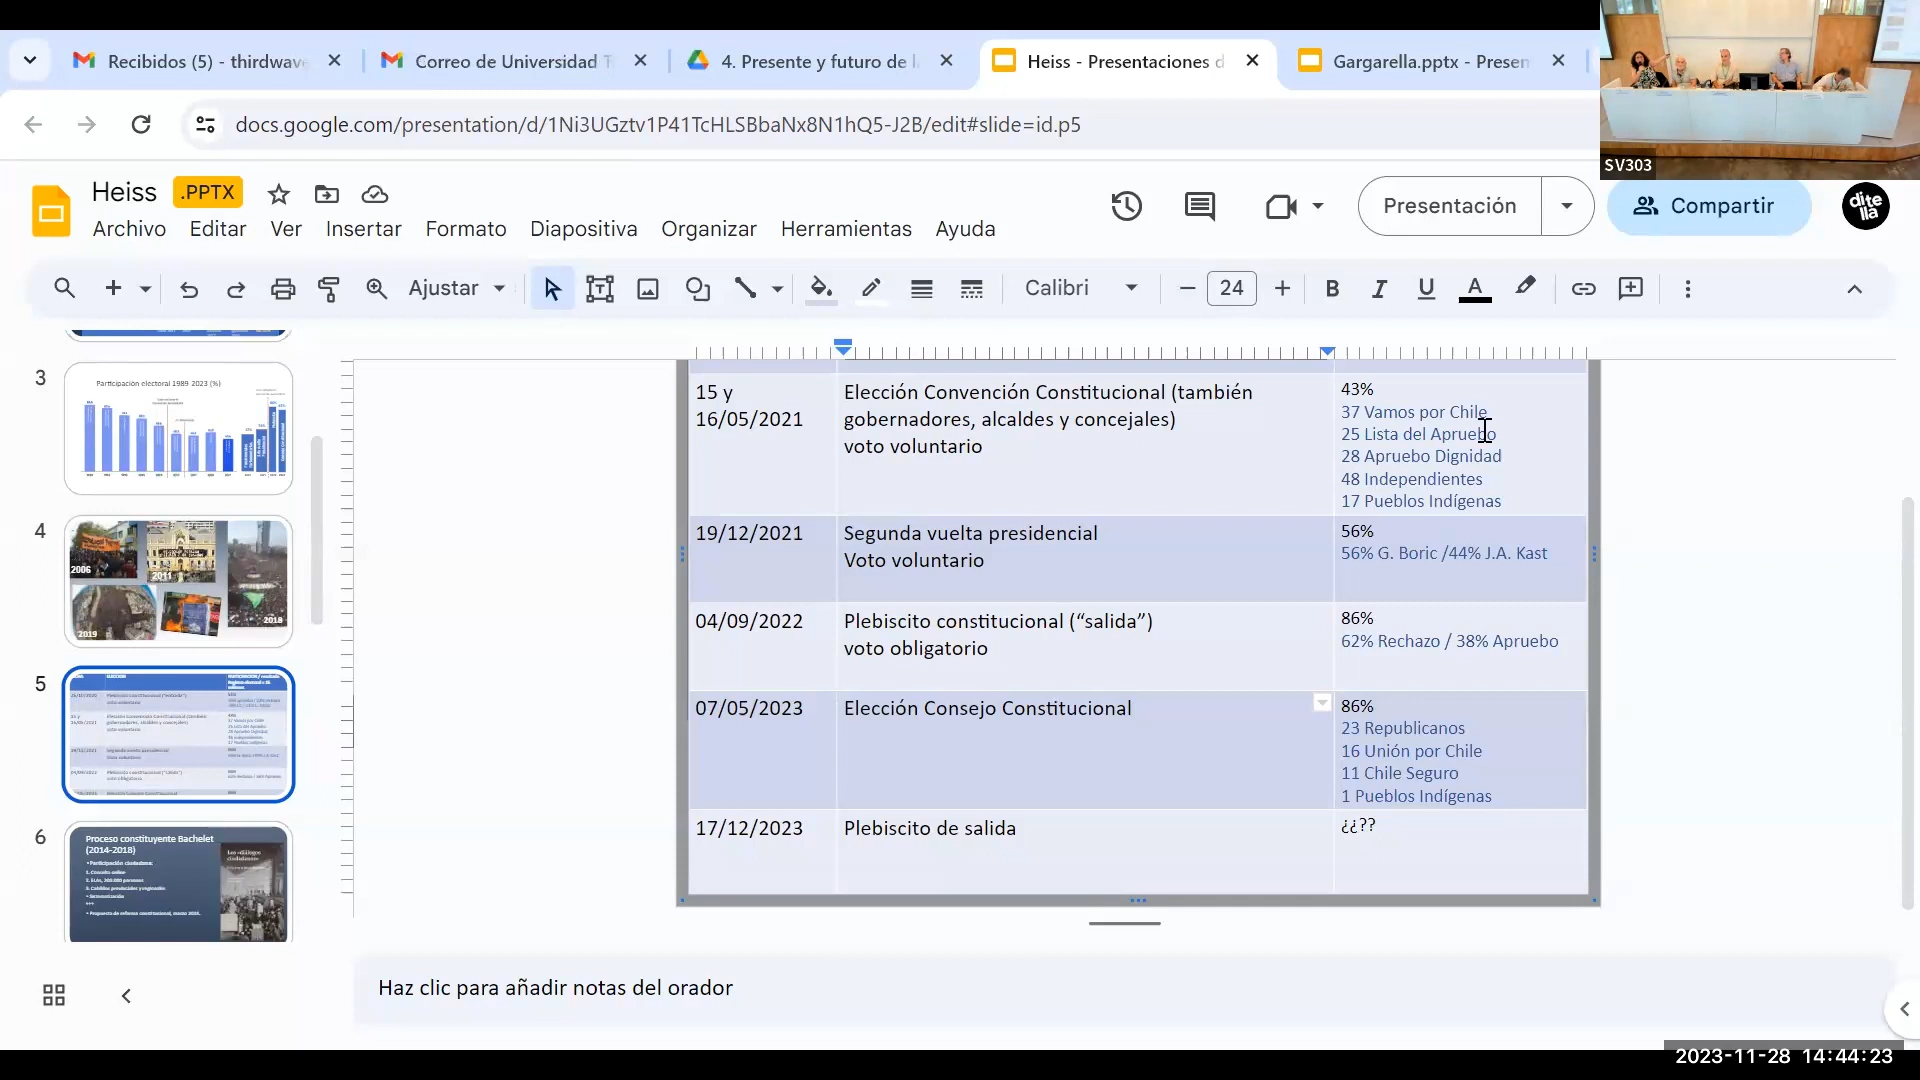 Recibidos (5) - thirdwave
Correo de Universidad T
4. Presente y futuro de l
Heiss - Presentaciones d
Gargarella.pptx - Presen
docs.google.com/presentation/d/1Ni3UGztv1P41TcHLSBbaNx8N1hQ5-J2B/edit#slide=id.p5
SV303
Heiss
.PPTX
Presentación
Compartir
dite
lla
Archivo
Editar
Ver
Insertar
Formato
Diapositiva
Organizar
Herramientas
Ayuda
Ajustar
Calibri
24
B
I
U
A
3
Participación electoral 1989 2023 (%)
4
2006
2011
2018
2019
5
6
Proceso constituyente Bachelet
(2014-2018)
• Participación ciudadana:
15 y
16/05/2021
Elección Convención Constitucional (también
gobernadores, alcaldes y concejales)
voto voluntario
43%
37 Vamos por Chile
25 Lista del Apruebo
28 Apruebo Dignidad
48 Independientes
17 Pueblos Indígenas
19/12/2021
Segunda vuelta presidencial
Voto voluntario
56%
56% G. Boric /44% J.A. Kast
04/09/2022
Plebiscito constitucional (“salida”)
voto obligatorio
86%
62% Rechazo / 38% Apruebo
07/05/2023
Elección Consejo Constitucional
86%
23 Republicanos
16 Unión por Chile
11 Chile Seguro
1 Pueblos Indígenas
17/12/2023
Plebiscito de salida
¿¿??
Haz clic para añadir notas del orador
2023-11-28 14:44:23